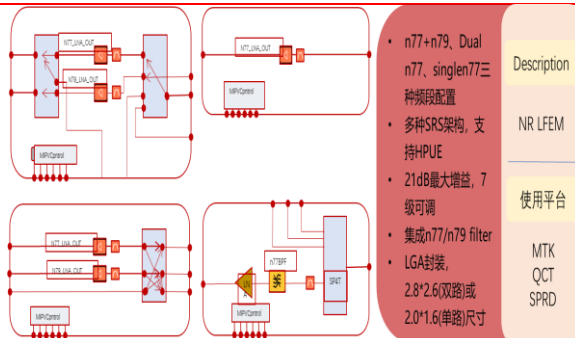 N77_LNA_OUT
N79_LNA_OUT
MIPI/Control
N77_LNA_OUT
MIPI/Control
N77_LNA_OUT
N79_LNA_OUT
MIPI/Control
n77BPF
LN
A
SP4T
MIPI/Control
• n77+n79、Dual
n77、singlen77三
种频段配置
• 多种SRS架构，支
持HPUE
• 21dB最大增益，7
级可调
• 集成n77/n79 filter
• LGA封装，
2.8*2.6(双路)或
2.0*1.6(单路)尺寸
Description
NR LFEM
使用平台
MTK
QCT
SPRD